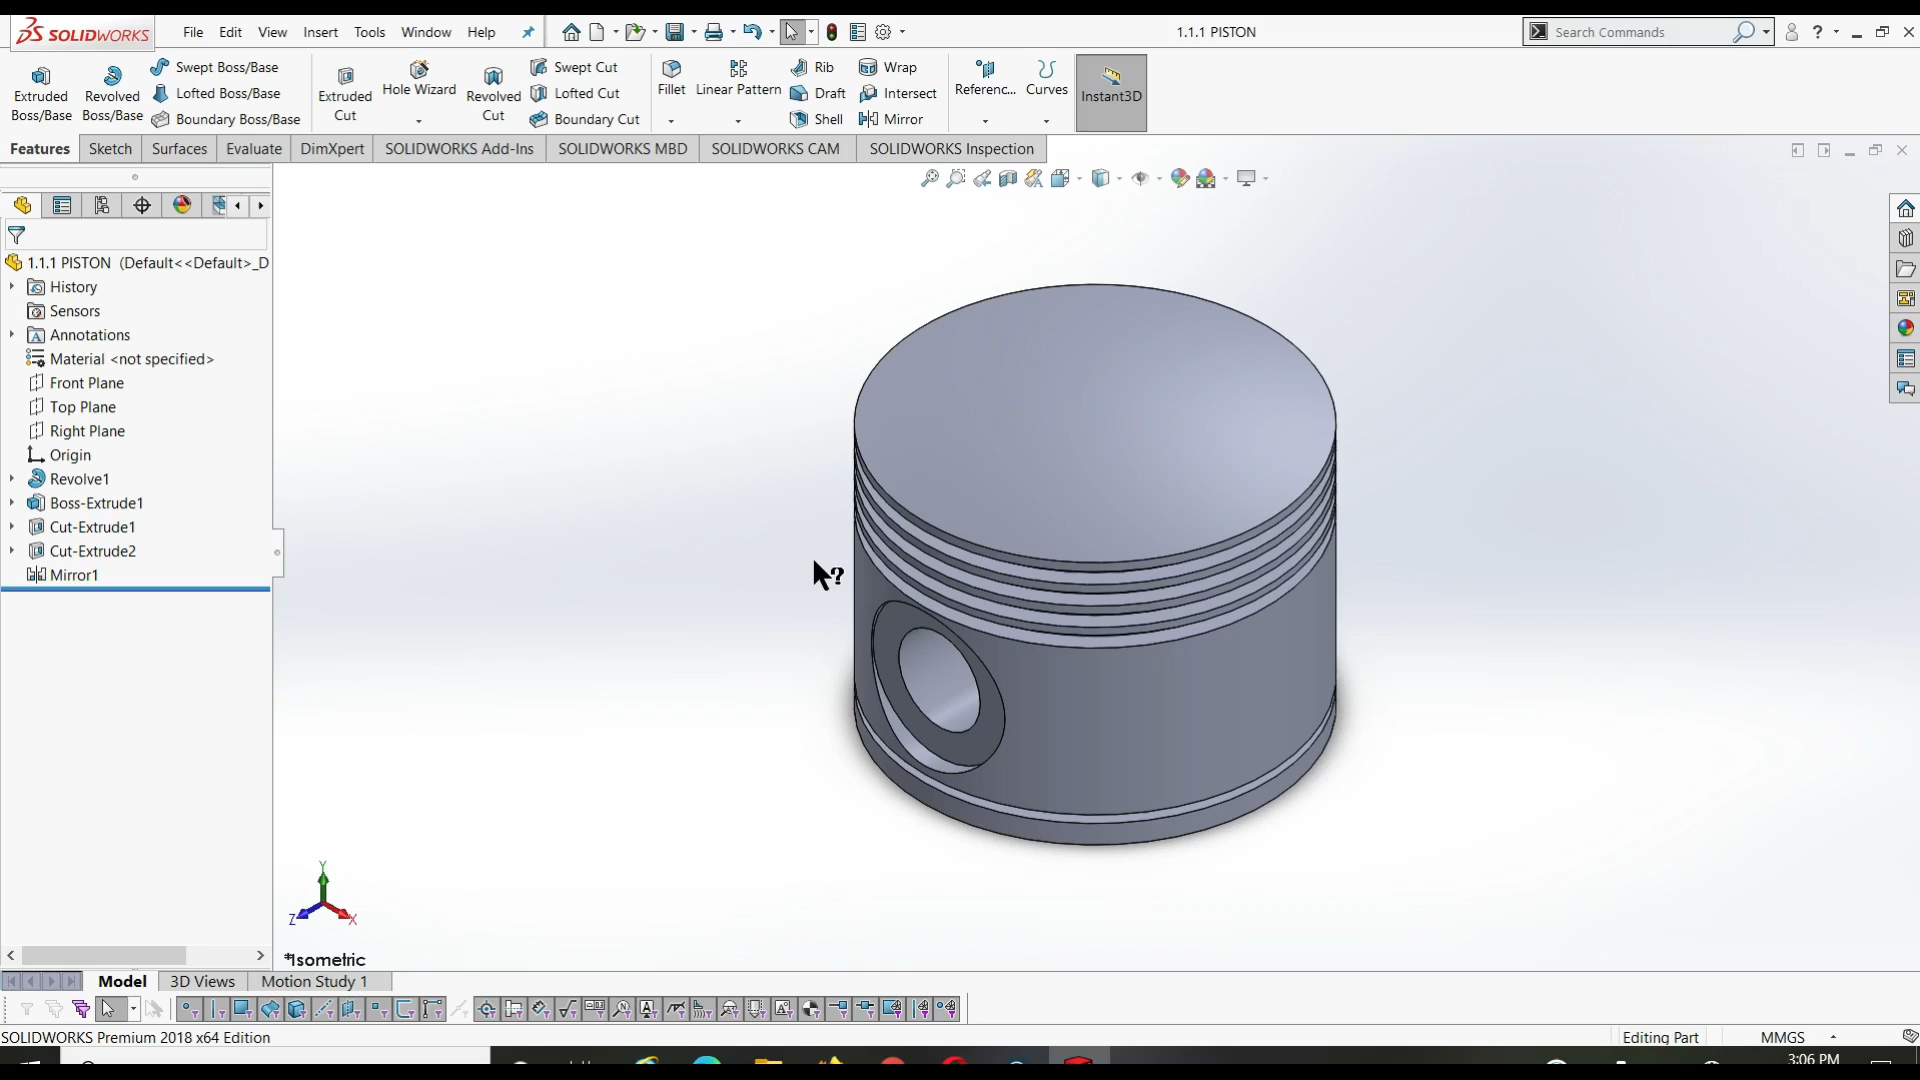 SOLIDWORKS File Edit View Insert Tools Window Help 1.1.1 PISTON Search Commands ?
Extruded Boss/Base
Revolved Boss/Base
Swept Boss/Base
Lofted Boss/Base
Boundary Boss/Base
Extruded Cut
Hole Wizard
Revolved Cut
Swept Cut
Lofted Cut
Boundary Cut
Fillet
Linear Pattern
Rib
Draft
Shell
Wrap
Intersect
Mirror
Referenc...
Curves
Instant3D
Features Sketch Surfaces Evaluate DimXpert SOLIDWORKS Add-Ins SOLIDWORKS MBD SOLIDWORKS CAM SOLIDWORKS Inspection
1.1.1 PISTON (Default<<Default>_D
History
Sensors
A Annotations
Material <not specified>
Front Plane
Top Plane
Right Plane
Origin
Revolve1
Boss-Extrude1
Cut-Extrude1
Cut-Extrude2
Mirror1
?
Y
Z X
*Isometric
Model 3D Views Motion Study 1
SOLIDWORKS Premium 2018 x64 Edition Editing Part MMGS
3:06 PM